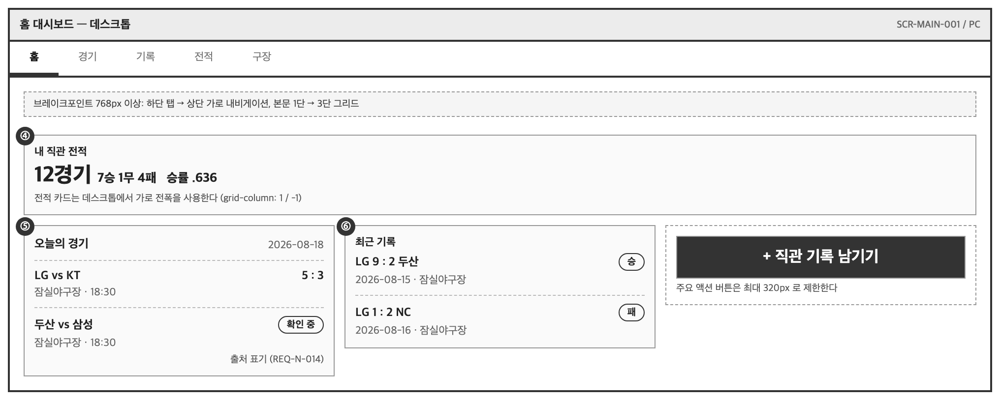 홈 대시보드 — 데스크톱
SCR-MAIN-001 / PC
홈 경기 기록 전적 구장
브레이크포인트 768px 이상: 하단 탭 → 상단 가로 내비게이션, 본문 1단 → 3단 그리드
④
내 직관 전적
12경기 7승 1무 4패 승률 .636
전적 카드는 데스크톱에서 가로 전폭을 사용한다 (grid-column: 1 / -1)
⑤
오늘의 경기 2026-08-18
LG vs KT 5 : 3
잠실야구장 · 18:30
두산 vs 삼성 확인 중
잠실야구장 · 18:30
출처 표기 (REQ-N-014)
⑥
최근 기록
LG 9 : 2 두산 승
2026-08-15 · 잠실야구장
LG 1 : 2 NC 패
2026-08-16 · 잠실야구장
+ 직관 기록 남기기
주요 액션 버튼은 최대 320px 로 제한한다